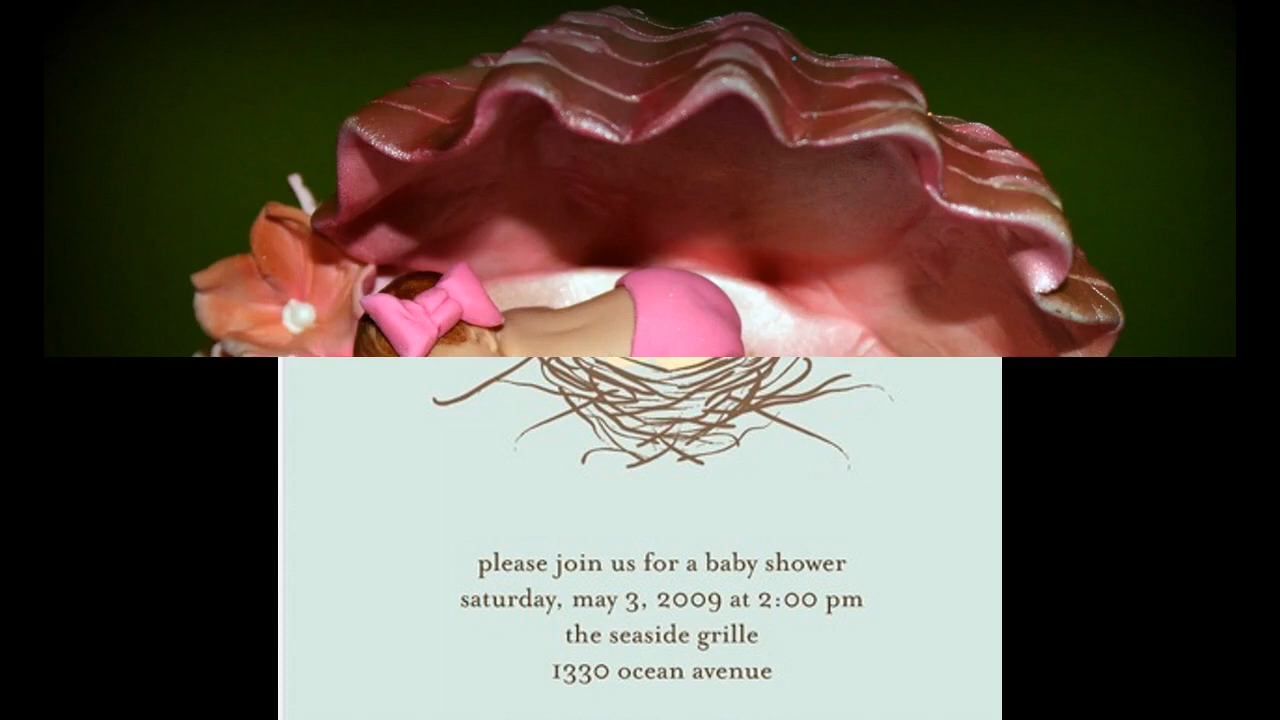 please join us for a baby shower
saturday, may 3, 2009 at 2:00 pm
the seaside grille
1330 ocean avenue